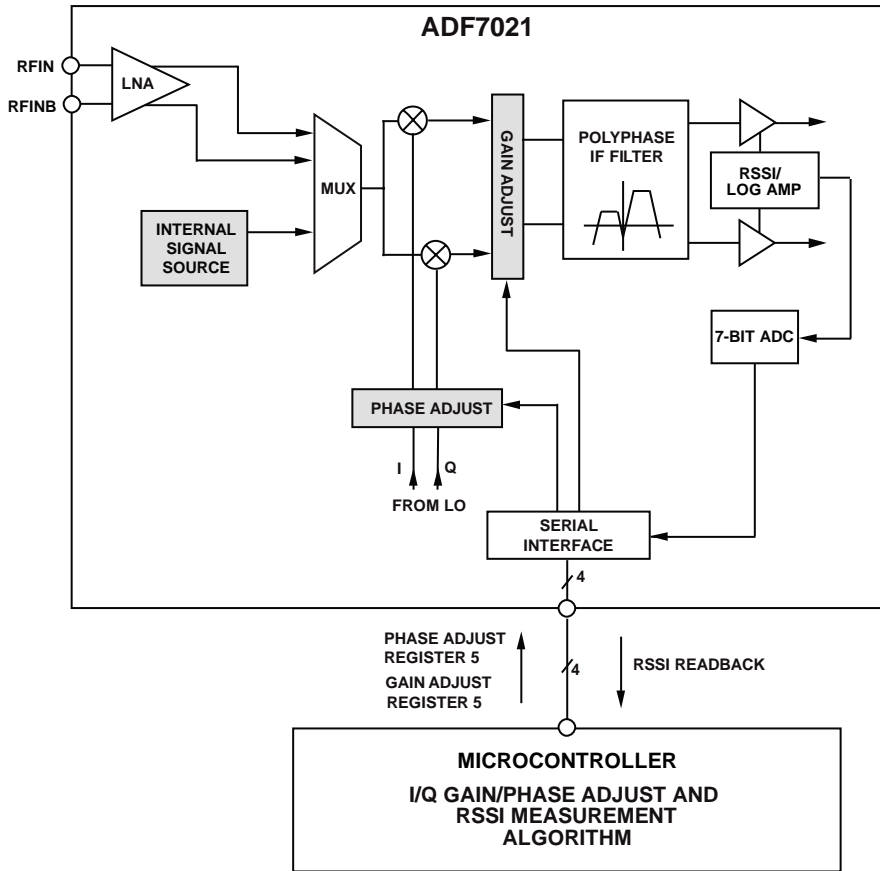 ADF7021
RFIN
RFINB
LNA
MUX
INTERNAL
SIGNAL
SOURCE
GAIN ADJUST
POLYPHASE
IF FILTER
RSSI/
LOG AMP
7-BIT ADC
PHASE ADJUST
I
Q
FROM LO
SERIAL
INTERFACE
4
PHASE ADJUST
REGISTER 5
GAIN ADJUST
REGISTER 5
4
RSSI READBACK
MICROCONTROLLER
I/Q GAIN/PHASE ADJUST AND
RSSI MEASUREMENT
ALGORITHM